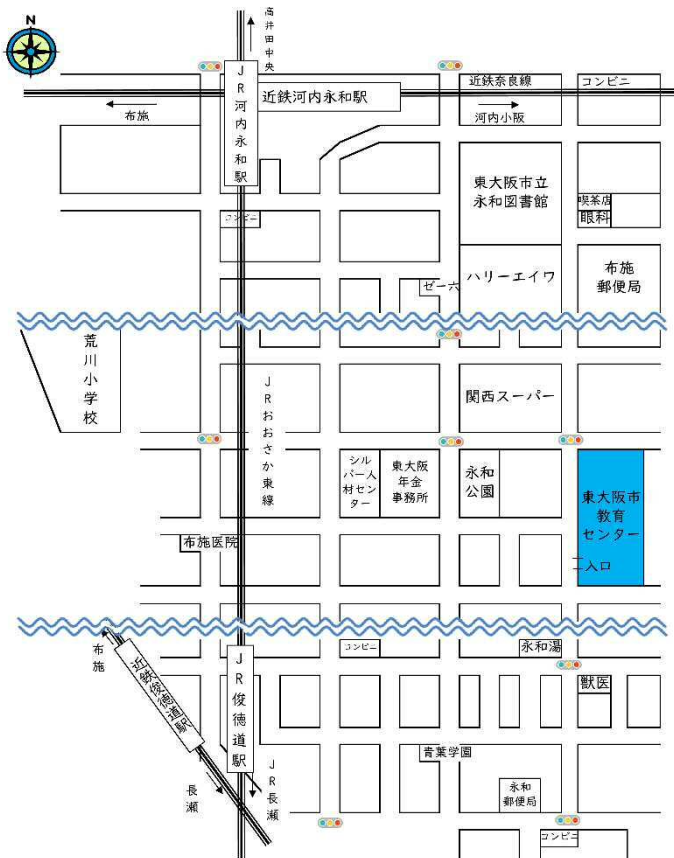 N
高井田中央
JR河内永和駅
近鉄河内永和駅
近鉄奈良線
コンビニ
布施
河内小阪
東大阪市立
永和図書館
喫茶店
眼科
コンビニ
ゼー六
ハリーエイワ
布施
郵便局
荒川小学校
JRおおさか東線
関西スーパー
シル
バー人
材セン
ター
東大阪
年金
事務所
永和
公園
東大阪市
教育
センター
入口
布施医院
布施
近鉄俊徳道駅
JR俊徳道駅
コンビニ
永和湯
獣医
長瀬
JR長瀬
青葉学園
永和
郵便局
コンビニ